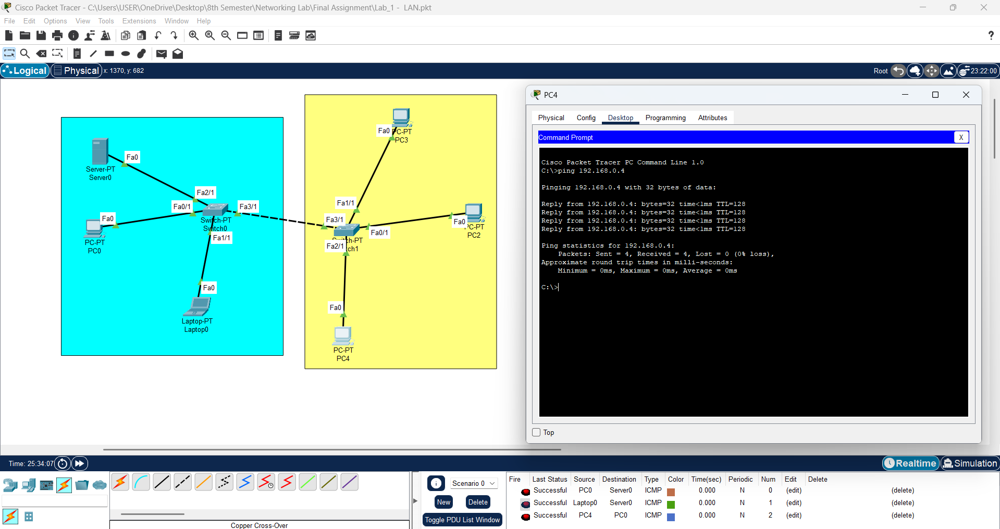 Cisco Packet Tracer - C:\Users\USER\OneDrive\Desktop\8th Semester\Networking Lab\Final Assignment\Lab_1 - LAN.pkt
File Edit Options View Tools Extensions Window Help
?
Logical Physical x: 1370, y: 682
Root 23:22:00
Fa0
Server-PT
Server0
Fa2/1
Fa0/1
Fa3/1
Fa0
Switch-PT
Switch0
PC-PT
PC0
Fa1/1
Fa0
Laptop-PT
Laptop0
Fa0
PC-PT
PC3
Fa1/1
Fa3/1
Fa0/1
Fa0
PC-PT
PC2
Switch-PT
Fa2/1
tch1
Fa0
PC-PT
PC4
PC4
Physical Config Desktop Programming Attributes
Command Prompt X
Cisco Packet Tracer PC Command Line 1.0
C:\>ping 192.168.0.4
Pinging 192.168.0.4 with 32 bytes of data:
Reply from 192.168.0.4: bytes=32 time<1ms TTL=128
Reply from 192.168.0.4: bytes=32 time<1ms TTL=128
Reply from 192.168.0.4: bytes=32 time<1ms TTL=128
Reply from 192.168.0.4: bytes=32 time<1ms TTL=128
Ping statistics for 192.168.0.4:
Packets: Sent = 4, Received = 4, Lost = 0 (0% loss),
Approximate round trip times in milli-seconds:
Minimum = 0ms, Maximum = 0ms, Average = 0ms
C:\>
Top
Time: 25:34:07
Realtime Simulation
Scenario 0
New Delete
Toggle PDU List Window
Copper Cross-Over
Fire Last Status Source Destination Type Color Time(sec) Periodic Num Edit Delete
Successful PC0 Server0 ICMP 0.000 N 0 (edit) (delete)
Successful Laptop0 Server0 ICMP 0.000 N 1 (edit) (delete)
Successful PC4 PC0 ICMP 0.000 N 2 (edit) (delete)